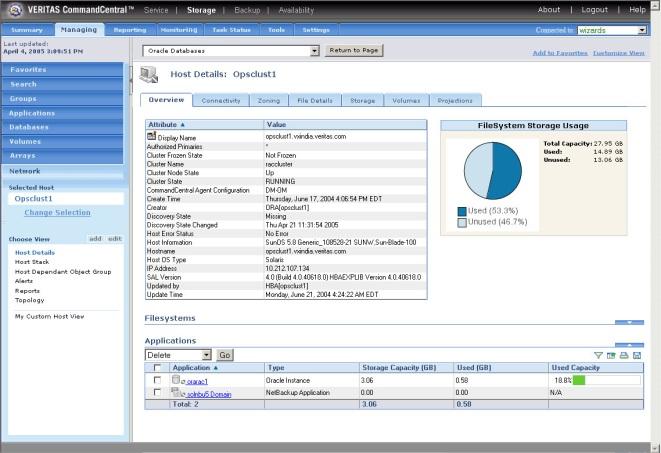 VERITAS CommandCentral™ Service | Storage | Backup | Availability About | Logout | Help
Summary Managing Reporting Monitoring Task Status Tools Settings Connected to: wizards
Last updated:
April 4, 2005 3:09:51 PM
Oracle Databases Return to Page
Add to Favorites Customize View
Favorites
Search
Groups
Applications
Databases
Volumes
Arrays
Network
Selected Host
Opsclust1
Change Selection
Choose View add edit
Host Details
Host Stack
Host Dependant Object Group
Alerts
Reports
Topology
My Custom Host View
Host Details: Opsclust1
Overview Connectivity Zoning File Details Storage Volumes Projections
Attribute Value
Display Name opsclust1.vxindia.veritas.com
Authorized Primaries *
Cluster Frozen State Not Frozen
Cluster Name raccluster
Cluster Node State Up
Cluster State RUNNING
CommandCentral Agent Configuration DM-OM
Create Time Thursday, June 17, 2004 4:06:54 PM EDT
Creator ORA[opsclust1]
Discovery State Missing
Discovery State Changed Thu Apr 21 11:31:54 2005
Host Error Status No Error
Host Information SunOS 5.8 Generic_108528-21 SUNW,Sun-Blade-100
Hostname opsclust1.vxindia.veritas.com
Host OS Type Solaris
IP Address 10.212.107.134
SAL Version 4.0 (Build 4.0.40618.0) HBAEXPLIB Version 4.0.40618.0
Updated by HBA[opsclust1]
Update Time Monday, June 21, 2004 4:24:22 AM EDT
FileSystem Storage Usage
Total Capacity: 27.95 GB
Used: 14.89 GB
Unused: 13.06 GB
Used (53.3%)
Unused (46.7%)
Filesystems
Applications
Delete Go
Application Type Storage Capacity (GB) Used (GB) Used Capacity
orarac1 Oracle Instance 3.06 0.58 18.8%
solnbu5 Domain NetBackup Application 0.00 0.00 N/A
Total: 2 3.06 0.58